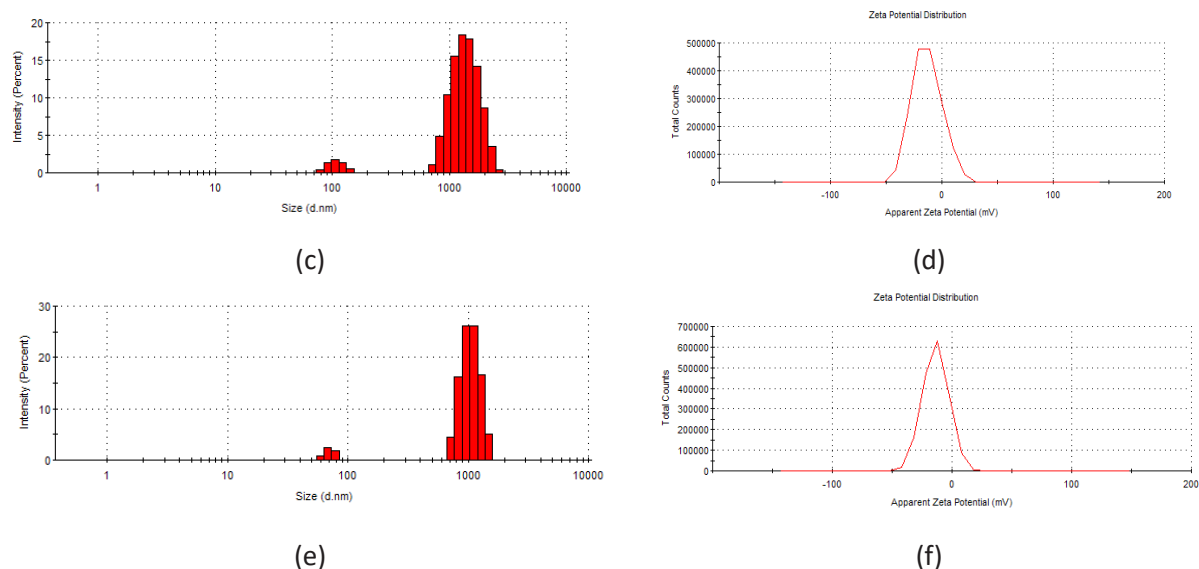 20
15
10
5
0
Intensity (Percent)
1 10 100 1000 10000
Size (d.nm)
(c)
Zeta Potential Distribution
500000
400000
300000
200000
100000
0
Total Counts
-100 0 100 200
Apparent Zeta Potential (mV)
(d)
30
20
10
0
Intensity (Percent)
1 10 100 1000 10000
Size (d.nm)
(e)
Zeta Potential Distribution
700000
600000
500000
400000
300000
200000
100000
0
Total Counts
-100 0 100 200
Apparent Zeta Potential (mV)
(f)